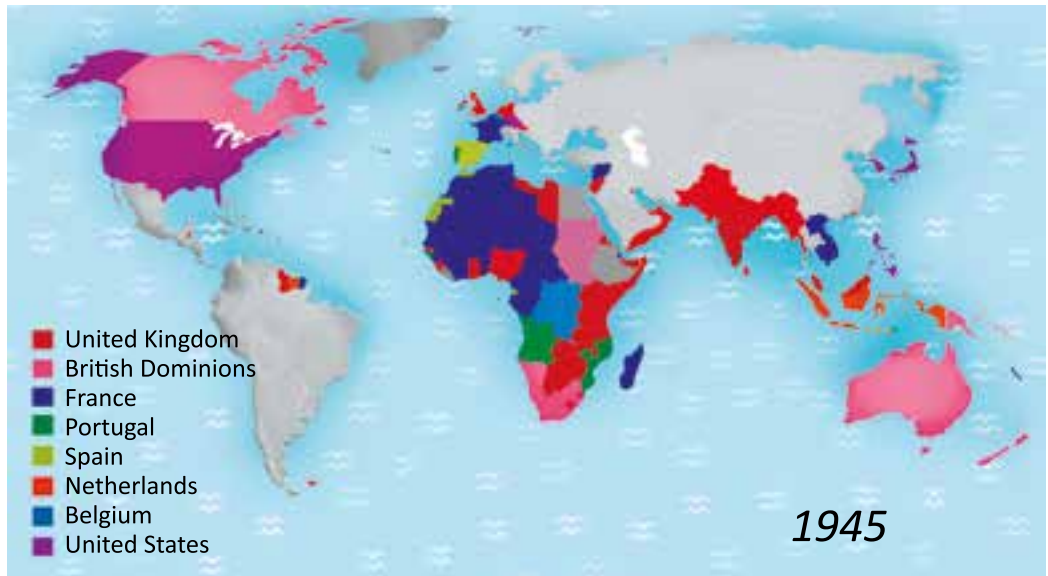 United Kingdom
British Dominions
France
Portugal
Spain
Netherlands
Belgium
United States
1945